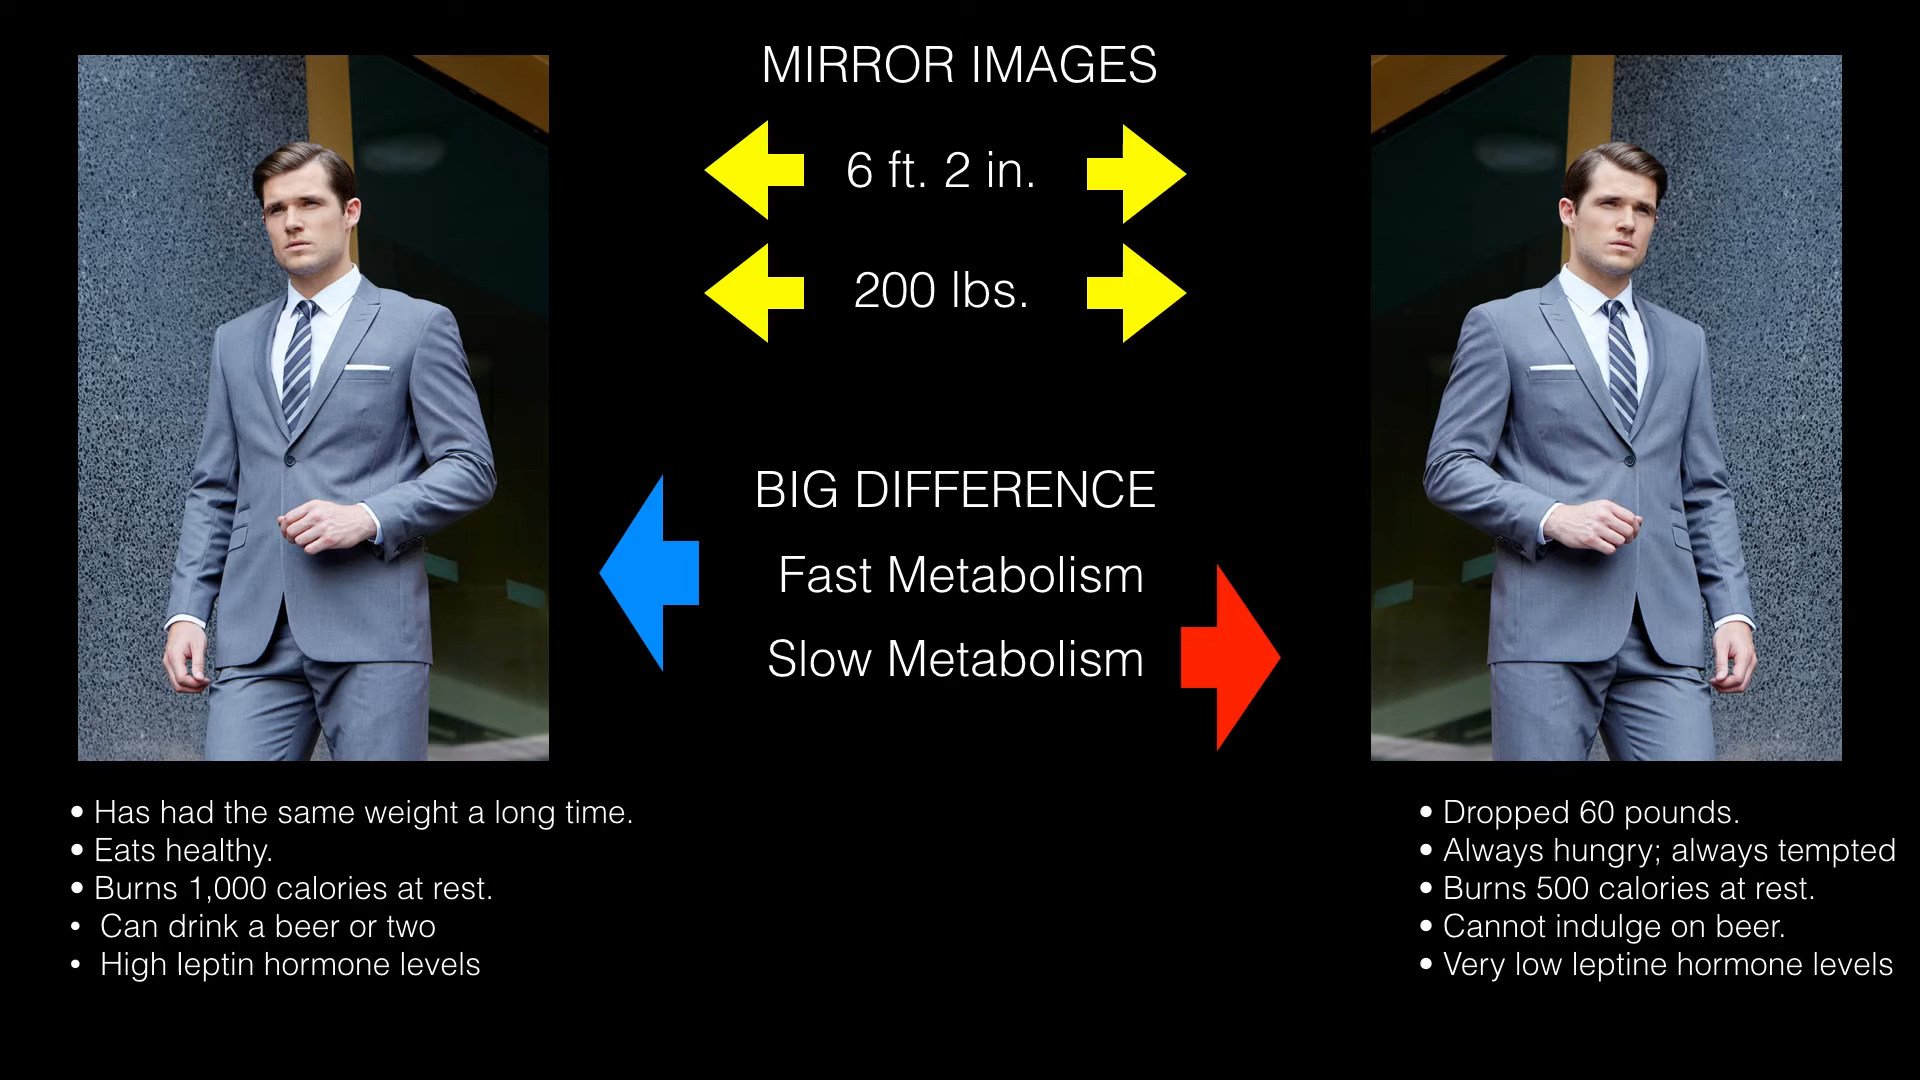 MIRROR IMAGES
6 ft. 2 in.
200 lbs.
BIG DIFFERENCE
Fast Metabolism
Slow Metabolism
• Has had the same weight a long time.
• Eats healthy.
• Burns 1,000 calories at rest.
• Can drink a beer or two
• High leptin hormone levels
• Dropped 60 pounds.
• Always hungry; always tempted
• Burns 500 calories at rest.
• Cannot indulge on beer.
• Very low leptine hormone levels